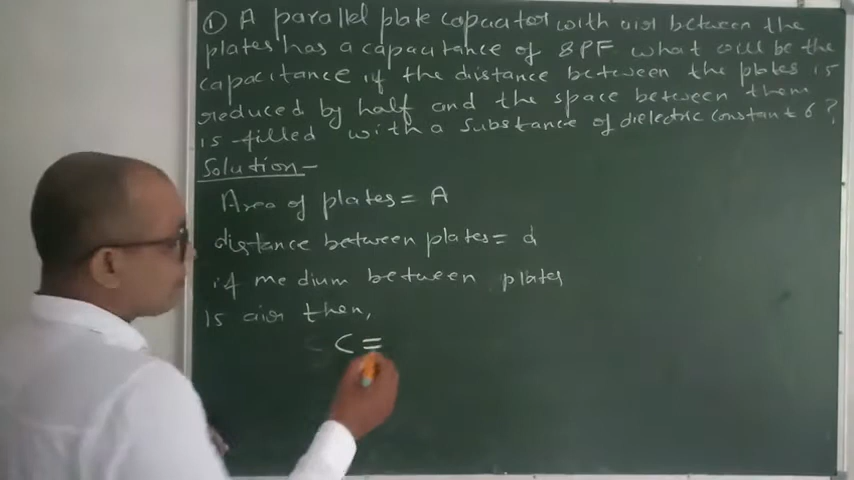 ① A parallel plate capacitor with air between the
plates has a capacitance of 8PF what will be the
capacitance if the distance between the plates is
reduced by half and the space between them
is filled with a substance of dielectric constant 6?
Solution-
Area of plates = A
distance between plates = d
if medium between plates
is air then,
C =